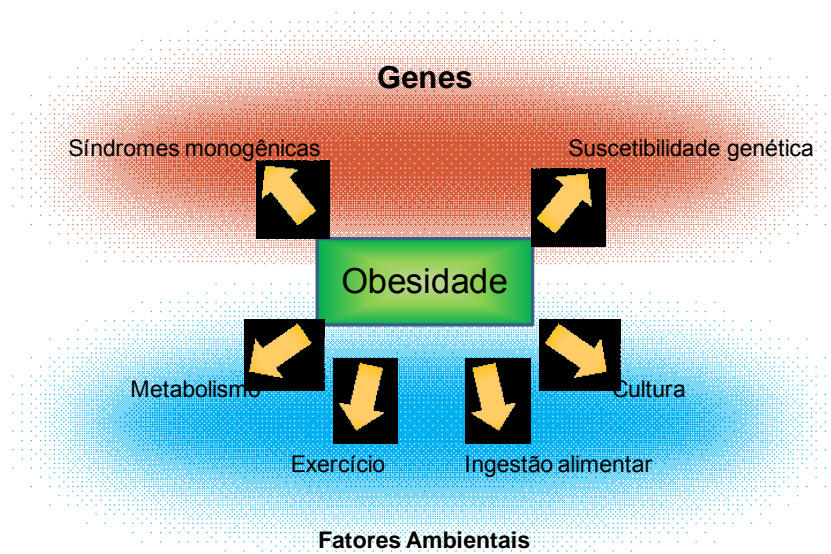 Genes
Síndromes monogênicas
Suscetibilidade genética
Obesidade
Metabolismo
Cultura
Exercício
Ingestão alimentar
Fatores Ambientais